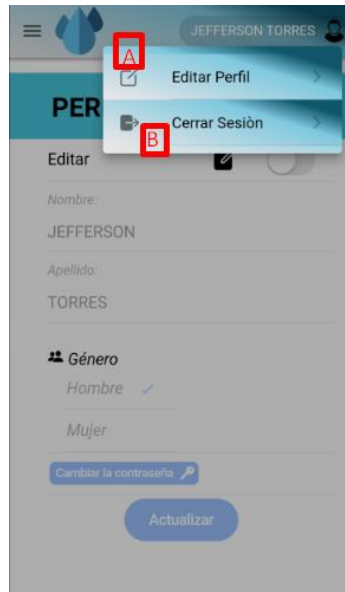 JEFFERSON TORRES
A
Editar Perfil
PER
Cerrar Sesiòn
B
Editar
Nombre:
JEFFERSON
Apellido:
TORRES
Género
Hombre
Mujer
Cambiar la contraseña
Actualizar